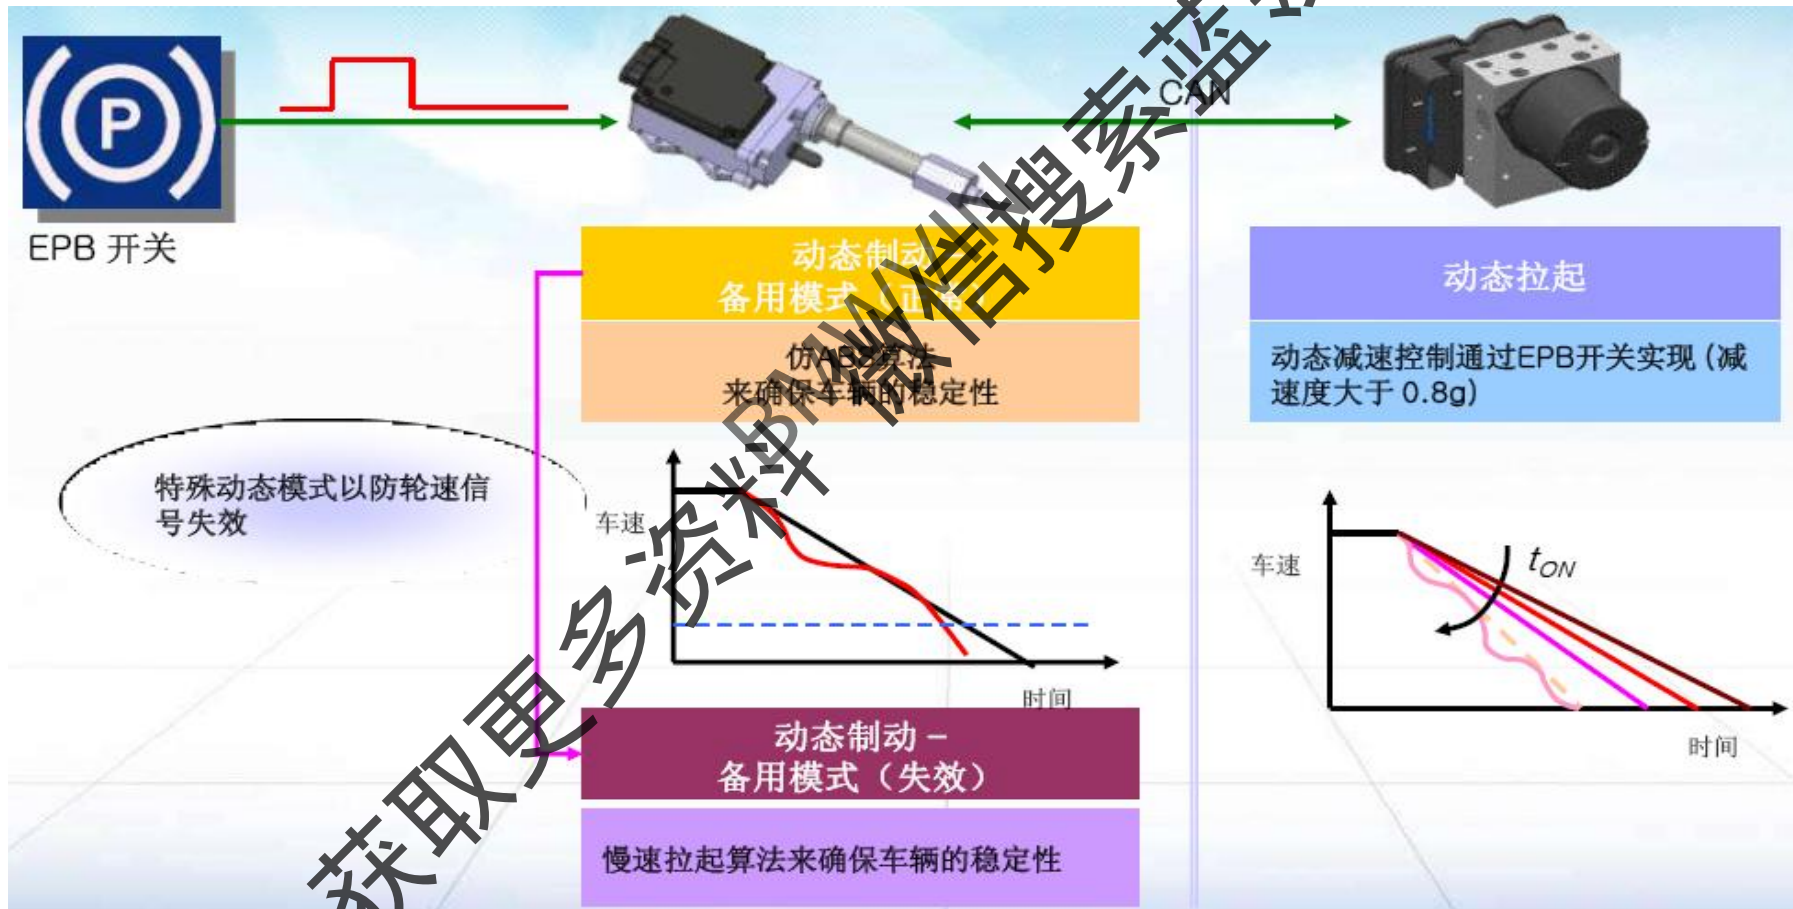 CAN
EPB 开关
动态制动 –
备用模式（正常）
仿ABS算法
来确保车辆的稳定性
动态拉起
动态减速控制通过EPB开关实现 (减
速度大于 0.8g)
特殊动态模式以防轮速信
号失效
车速
时间
车速
tON
时间
动态制动 –
备用模式（失效）
慢速拉起算法来确保车辆的稳定性
获取更多资料 微信搜索蓝
P